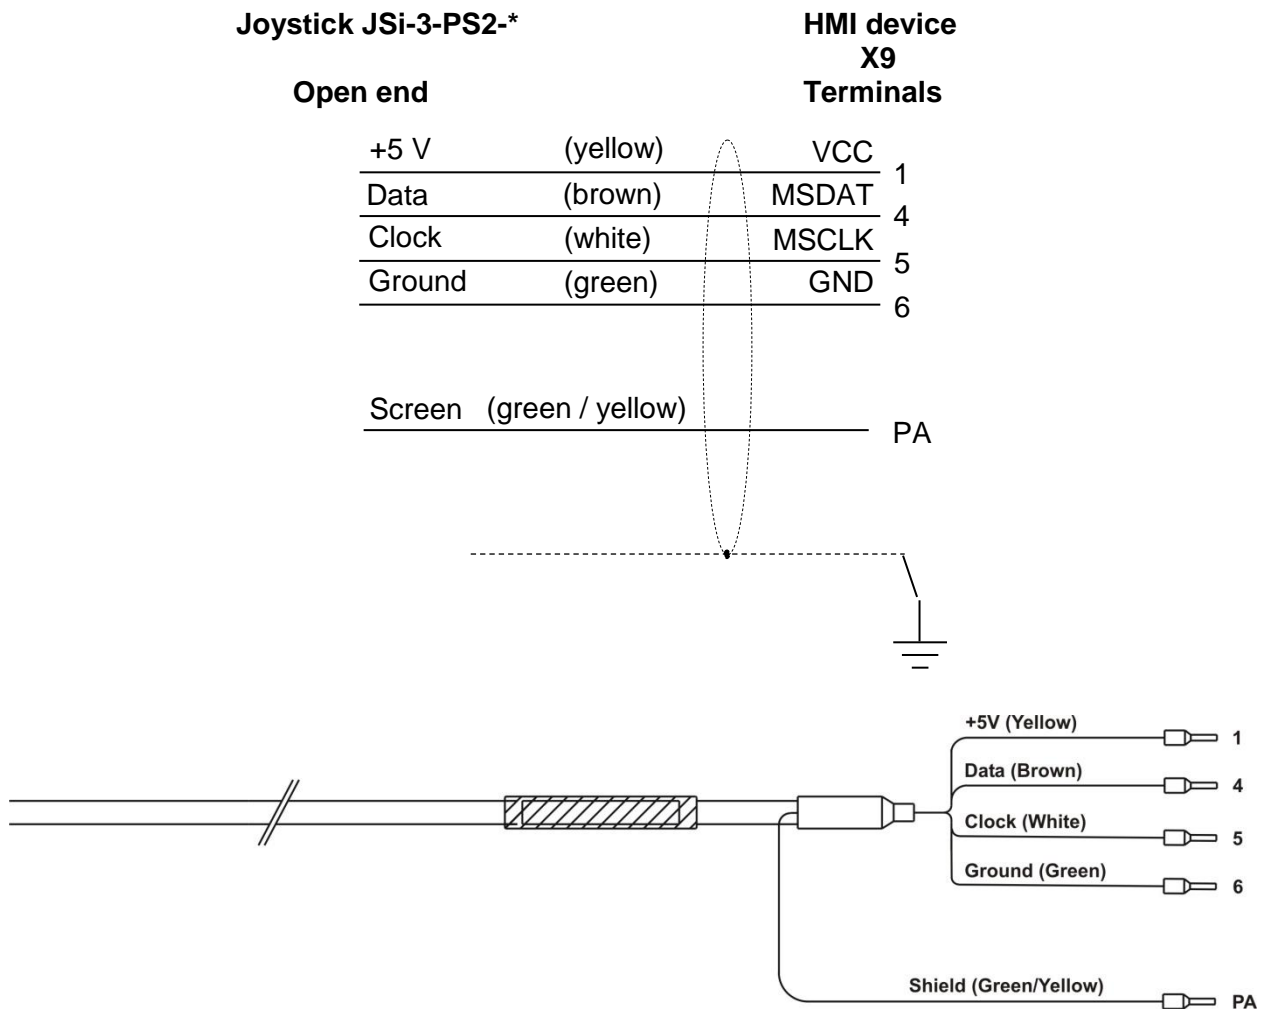 Joystick JSi-3-PS2-* HMI device
X9
Open end Terminals
+5 V (yellow) VCC 1
Data (brown) MSDAT 4
Clock (white) MSCLK 5
Ground (green) GND 6
Screen (green / yellow) PA
+5V (Yellow) 1
Data (Brown) 4
Clock (White) 5
Ground (Green) 6
Shield (Green/Yellow) PA